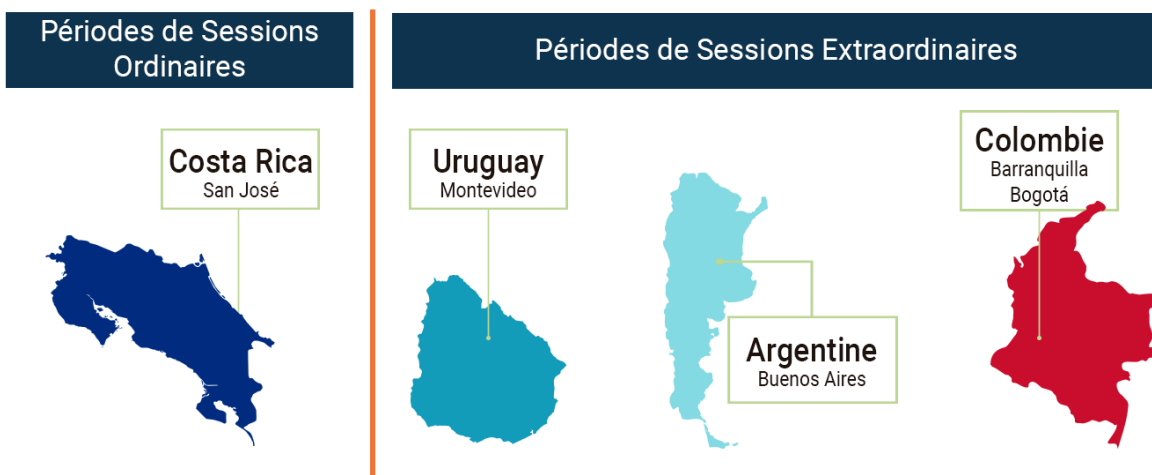 Périodes de Sessions
Ordinaires
Périodes de Sessions Extraordinaires
Costa Rica
San José
Uruguay
Montevideo
Argentine
Buenos Aires
Colombie
Barranquilla
Bogotá